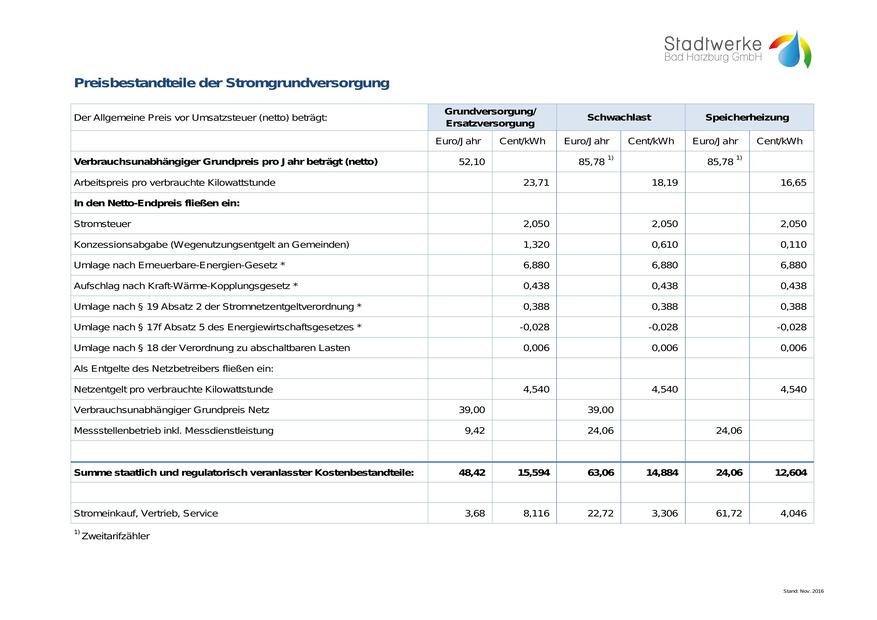 Stadtwerke
Bad Harzburg GmbH
Preisbestandteile der Stromgrundversorgung
Der Allgemeine Preis vor Umsatzsteuer (netto) beträgt: Grundversorgung/ Ersatzversorgung Schwachlast Speicherheizung
Euro/Jahr Cent/kWh Euro/Jahr Cent/kWh Euro/Jahr Cent/kWh
Verbrauchsunabhängiger Grundpreis pro Jahr beträgt (netto) 52,10 85,78 1) 85,78 1)
Arbeitspreis pro verbrauchte Kilowattstunde 23,71 18,19 16,65
In den Netto-Endpreis fließen ein:
Stromsteuer 2,050 2,050 2,050
Konzessionsabgabe (Wegenutzungsentgelt an Gemeinden) 1,320 0,610 0,110
Umlage nach Erneuerbare-Energien-Gesetz * 6,880 6,880 6,880
Aufschlag nach Kraft-Wärme-Kopplungsgesetz * 0,438 0,438 0,438
Umlage nach § 19 Absatz 2 der Stromnetzentgeltverordnung * 0,388 0,388 0,388
Umlage nach § 17f Absatz 5 des Energiewirtschaftsgesetzes * -0,028 -0,028 -0,028
Umlage nach § 18 der Verordnung zu abschaltbaren Lasten 0,006 0,006 0,006
Als Entgelte des Netzbetreibers fließen ein:
Netzentgelt pro verbrauchte Kilowattstunde 4,540 4,540 4,540
Verbrauchsunabhängiger Grundpreis Netz 39,00 39,00
Messstellenbetrieb inkl. Messdienstleistung 9,42 24,06 24,06
Summe staatlich und regulatorisch veranlasster Kostenbestandteile: 48,42 15,594 63,06 14,884 24,06 12,604
Stromeinkauf, Vertrieb, Service 3,68 8,116 22,72 3,306 61,72 4,046
1) Zweitarifzähler
Stand: Nov. 2016